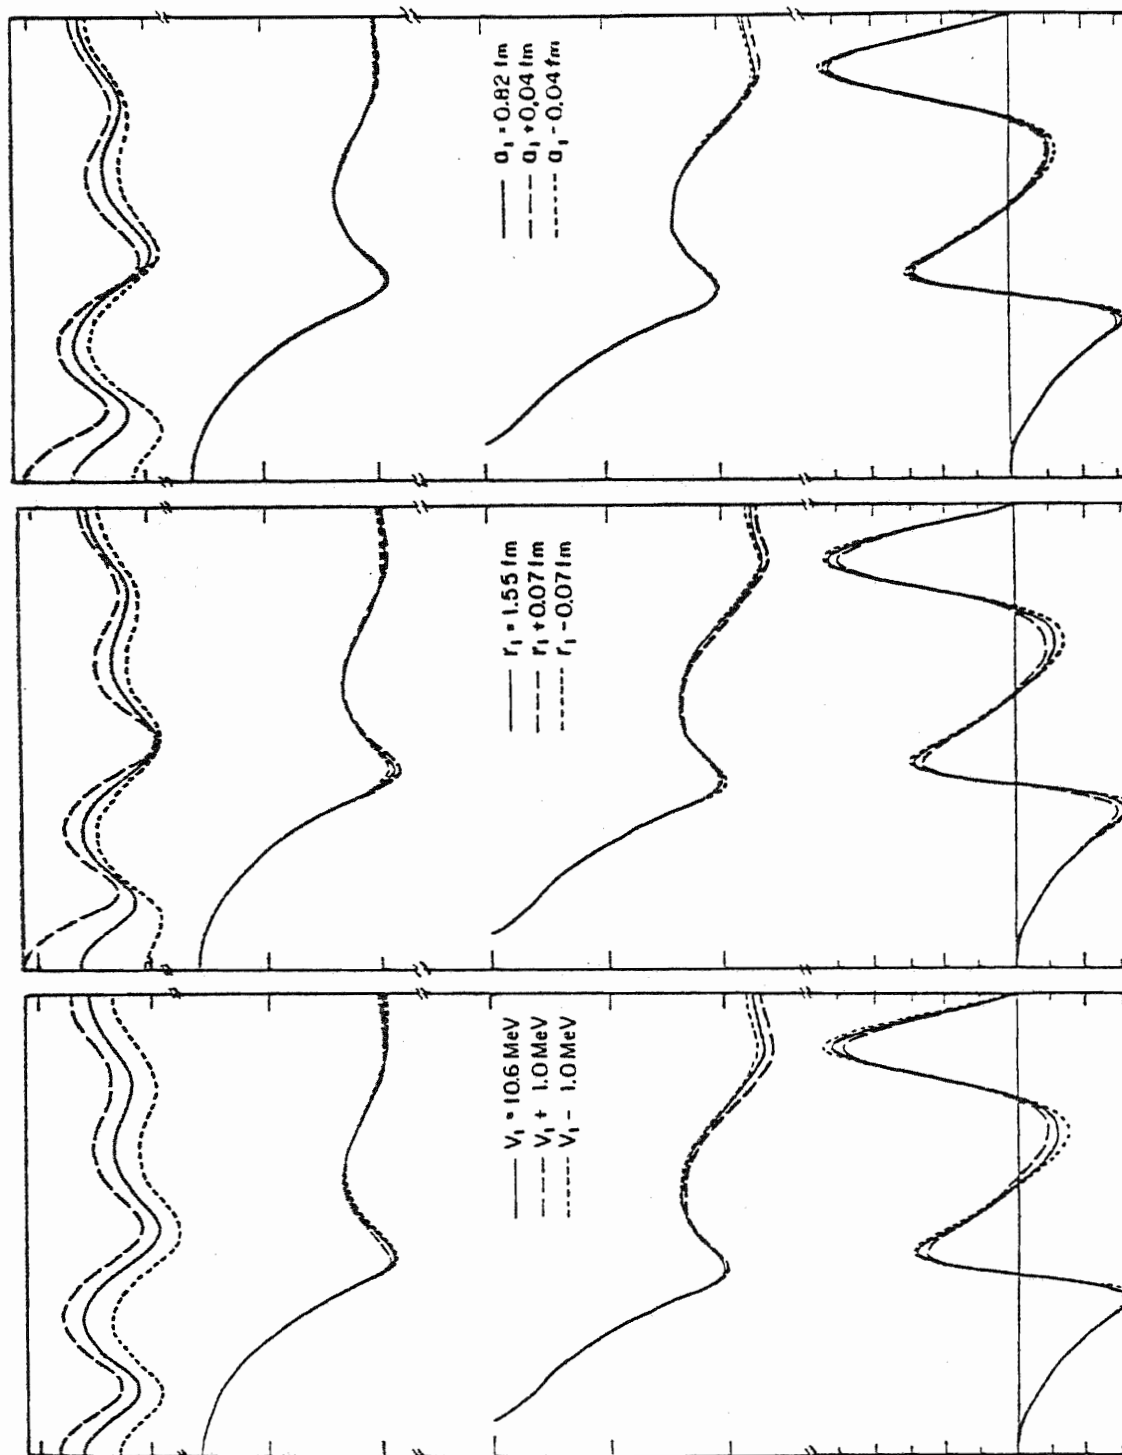 V₁ = 10.6 MeV
V₁ + 1.0 MeV
V₁ − 1.0 MeV
r₁ = 1.55 fm
r₁ + 0.07 fm
r₁ − 0.07 fm
a₁ = 0.82 fm
a₁ + 0.04 fm
a₁ − 0.04 fm